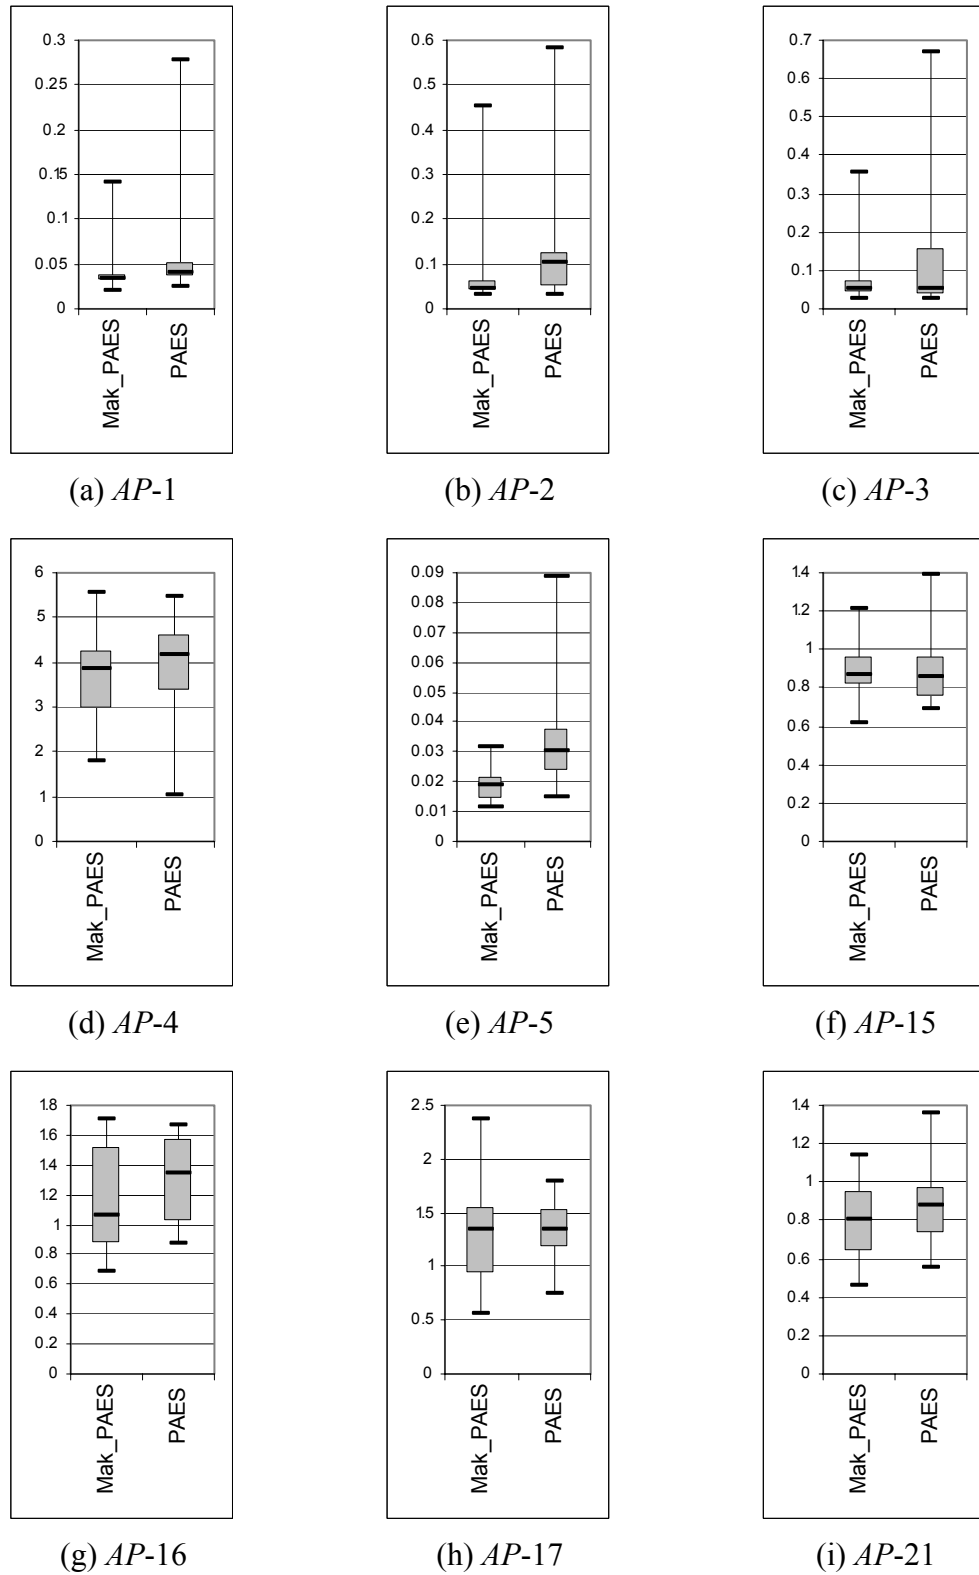 0.3
0.25
0.2
0.15
0.1
0.05
0
Mak_PAES
PAES
(a) AP-1
0.6
0.5
0.4
0.3
0.2
0.1
0
Mak_PAES
PAES
(b) AP-2
0.7
0.6
0.5
0.4
0.3
0.2
0.1
0
Mak_PAES
PAES
(c) AP-3
6
5
4
3
2
1
0
Mak_PAES
PAES
(d) AP-4
0.09
0.08
0.07
0.06
0.05
0.04
0.03
0.02
0.01
0
Mak_PAES
PAES
(e) AP-5
1.4
1.2
1
0.8
0.6
0.4
0.2
0
Mak_PAES
PAES
(f) AP-15
1.8
1.6
1.4
1.2
1
0.8
0.6
0.4
0.2
0
Mak_PAES
PAES
(g) AP-16
2.5
2
1.5
1
0.5
0
Mak_PAES
PAES
(h) AP-17
1.4
1.2
1
0.8
0.6
0.4
0.2
0
Mak_PAES
PAES
(i) AP-21